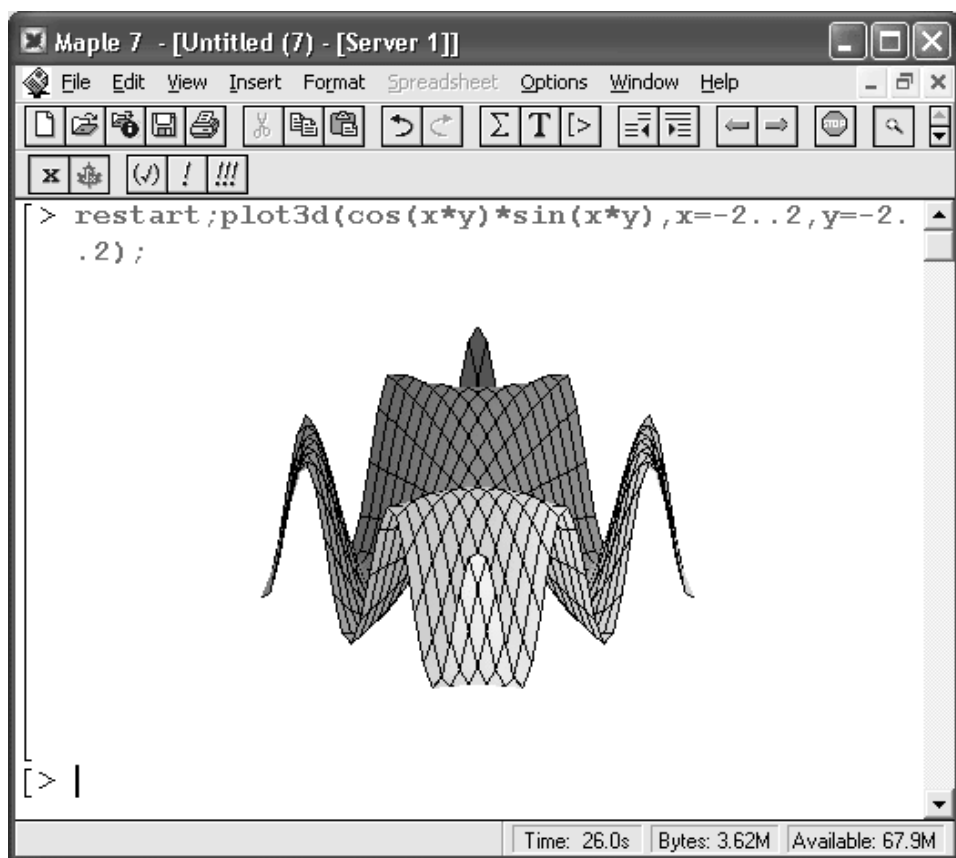 Maple 7 - [Untitled (7) - [Server 1]]
File Edit View Insert Format Spreadsheet Options Window Help
Σ T [> STOP
x (√) ! !!!
[> restart;plot3d(cos(x*y)*sin(x*y),x=-2..2,y=-2.
.2);
[>
Time: 26.0s Bytes: 3.62M Available: 67.9M